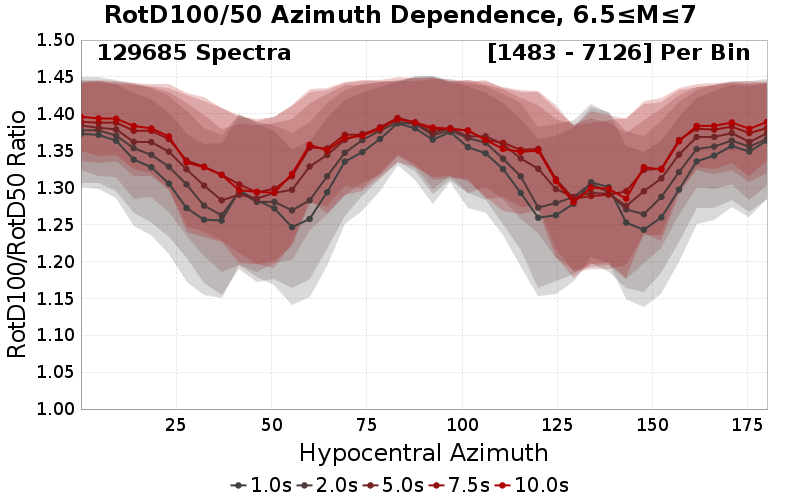 RotD100/50 Azimuth Dependence, 6.5≤M≤7
129685 Spectra [1483 - 7126] Per Bin
1.50
1.45
1.40
1.35
1.30
1.25
1.20
1.15
1.10
1.05
1.00
RotD100/RotD50 Ratio
25 50 75 100 125 150 175
Hypocentral Azimuth
1.0s 2.0s 5.0s 7.5s 10.0s